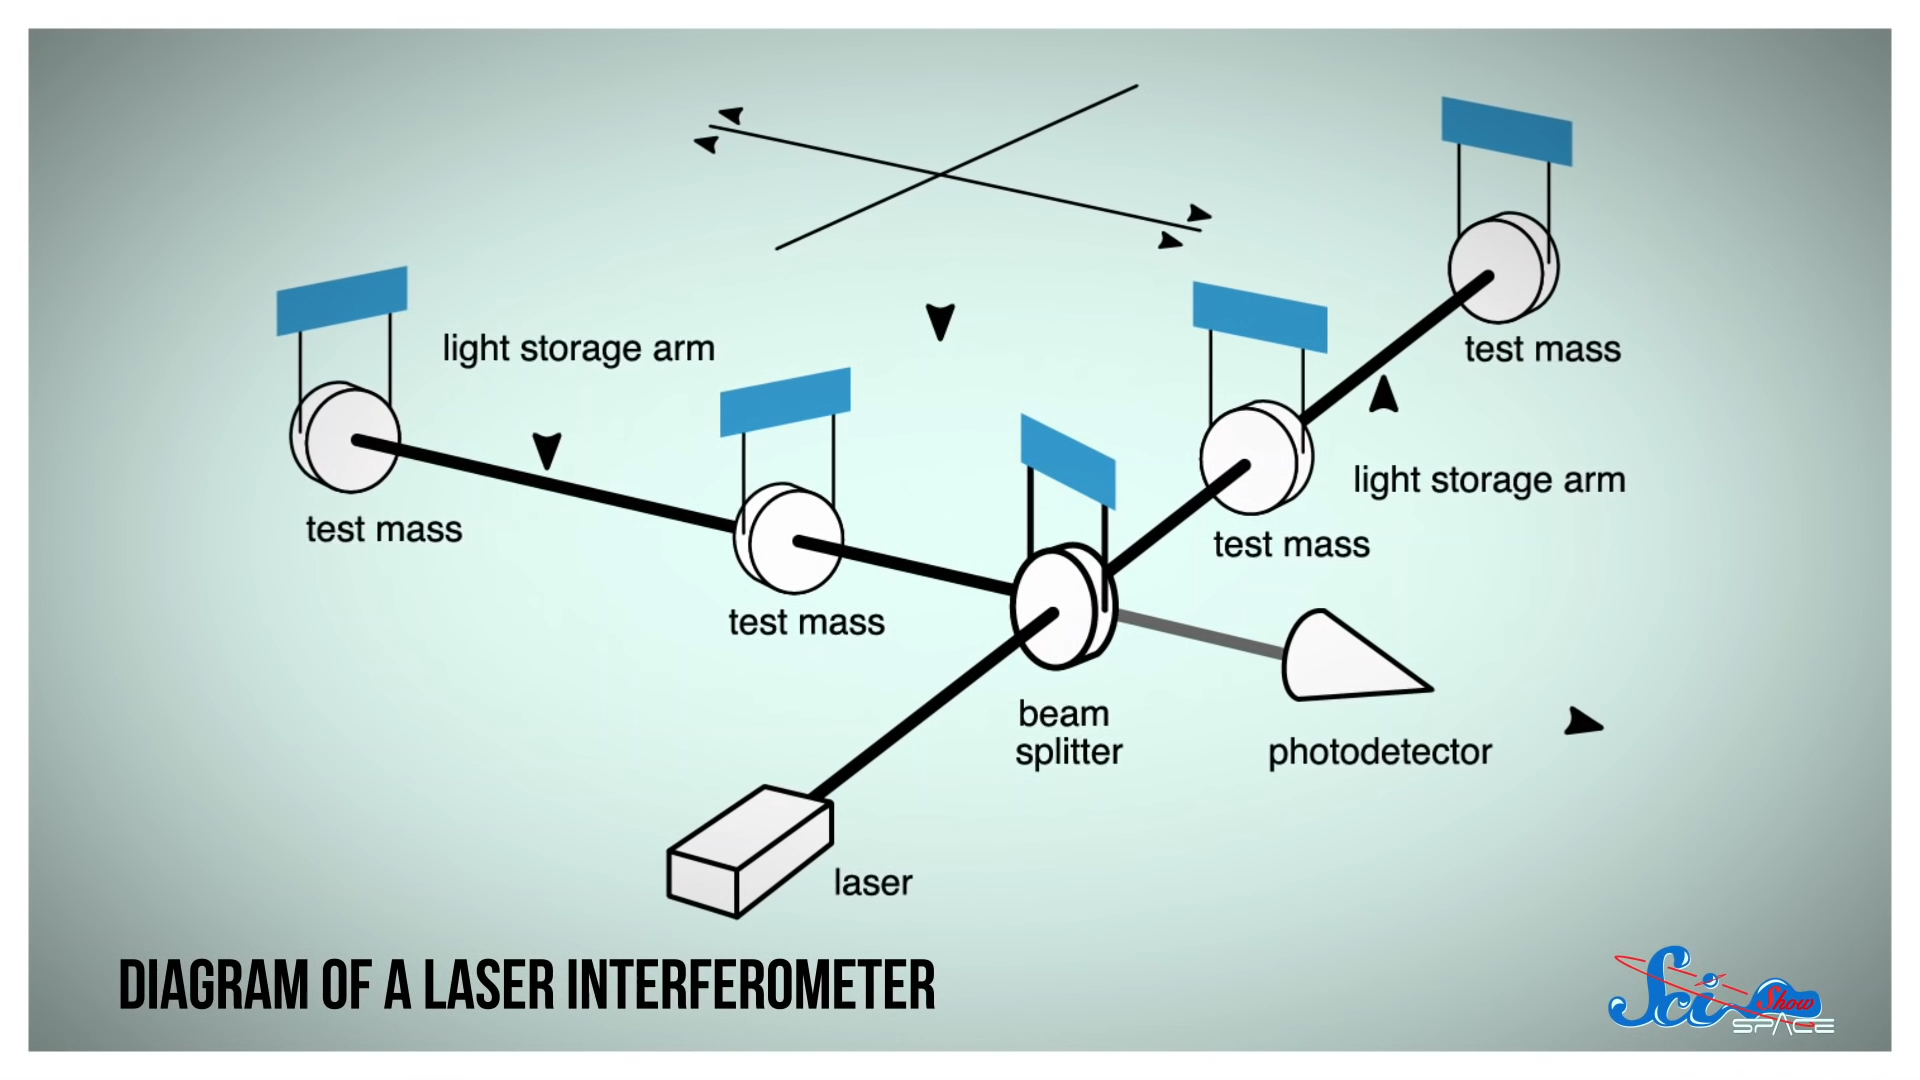 light storage arm
test mass
test mass
test mass
light storage arm
test mass
beam
splitter
photodetector
laser
DIAGRAM OF A LASER INTERFEROMETER
Sci Show
SPACE